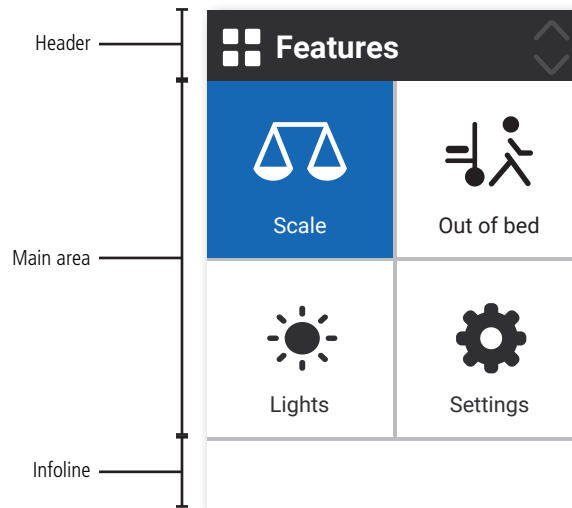 Header
Features
Scale
Out of bed
Main area
Lights
Settings
Infoline